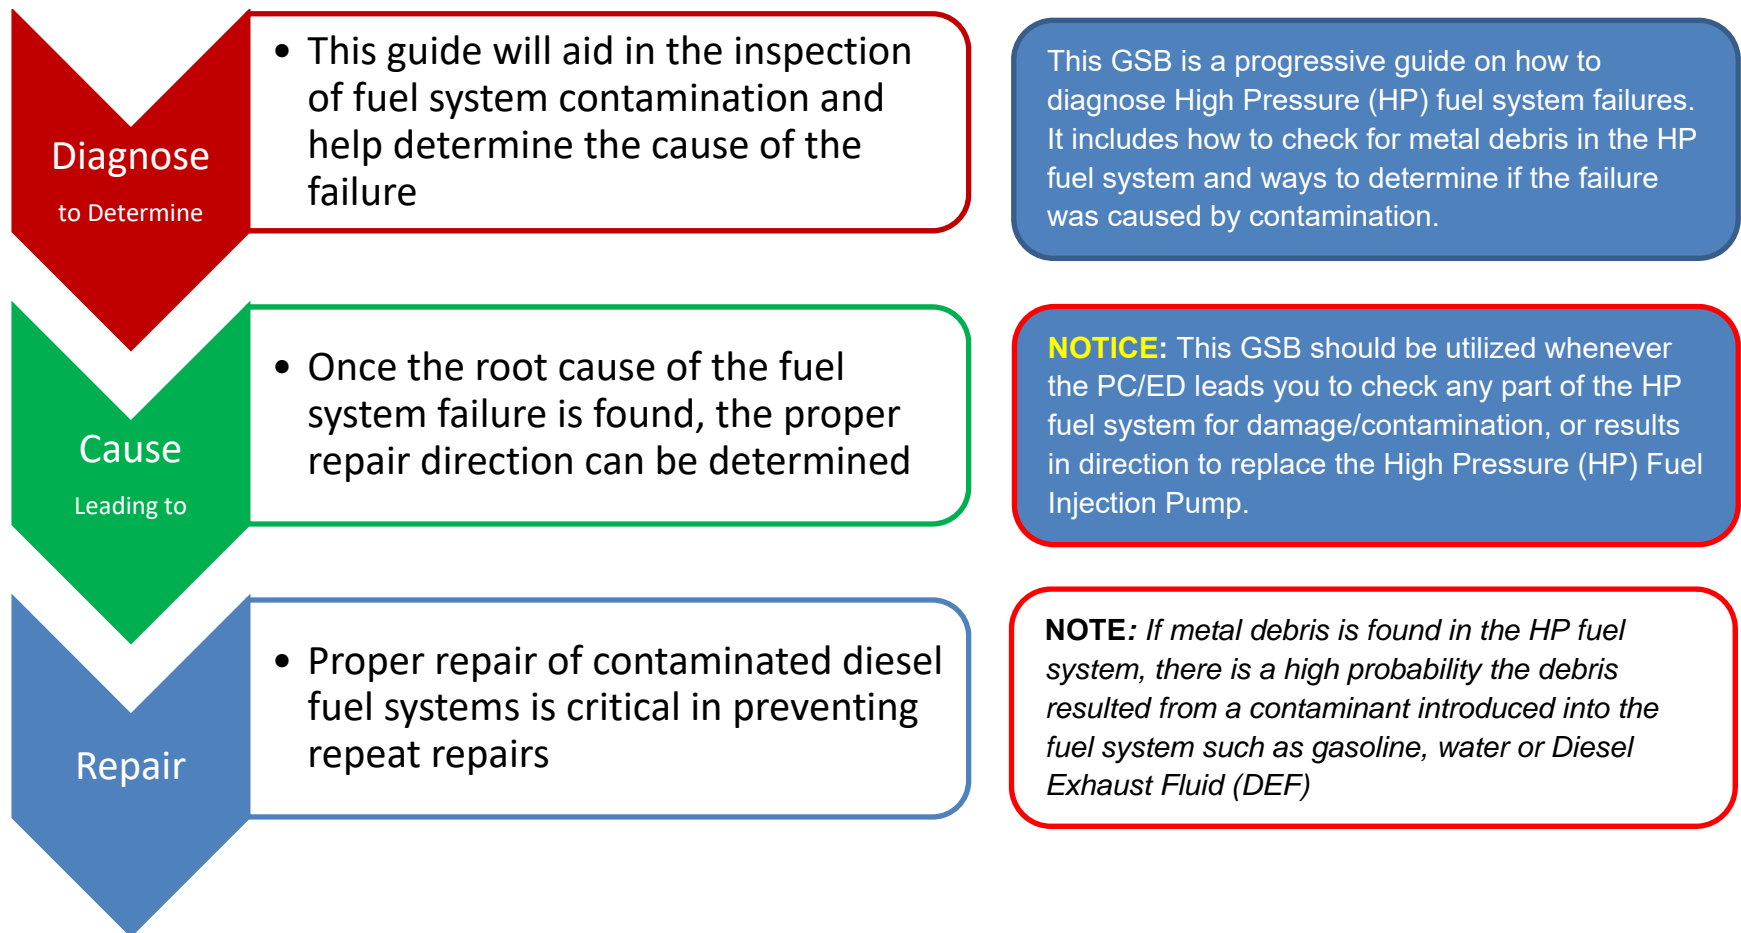 Diagnose
to Determine
• This guide will aid in the inspection
of fuel system contamination and
help determine the cause of the
failure
This GSB is a progressive guide on how to
diagnose High Pressure (HP) fuel system failures.
It includes how to check for metal debris in the HP
fuel system and ways to determine if the failure
was caused by contamination.
Cause
Leading to
• Once the root cause of the fuel
system failure is found, the proper
repair direction can be determined
NOTICE: This GSB should be utilized whenever
the PC/ED leads you to check any part of the HP
fuel system for damage/contamination, or results
in direction to replace the High Pressure (HP) Fuel
Injection Pump.
Repair
• Proper repair of contaminated diesel
fuel systems is critical in preventing
repeat repairs
NOTE: If metal debris is found in the HP fuel
system, there is a high probability the debris
resulted from a contaminant introduced into the
fuel system such as gasoline, water or Diesel
Exhaust Fluid (DEF)